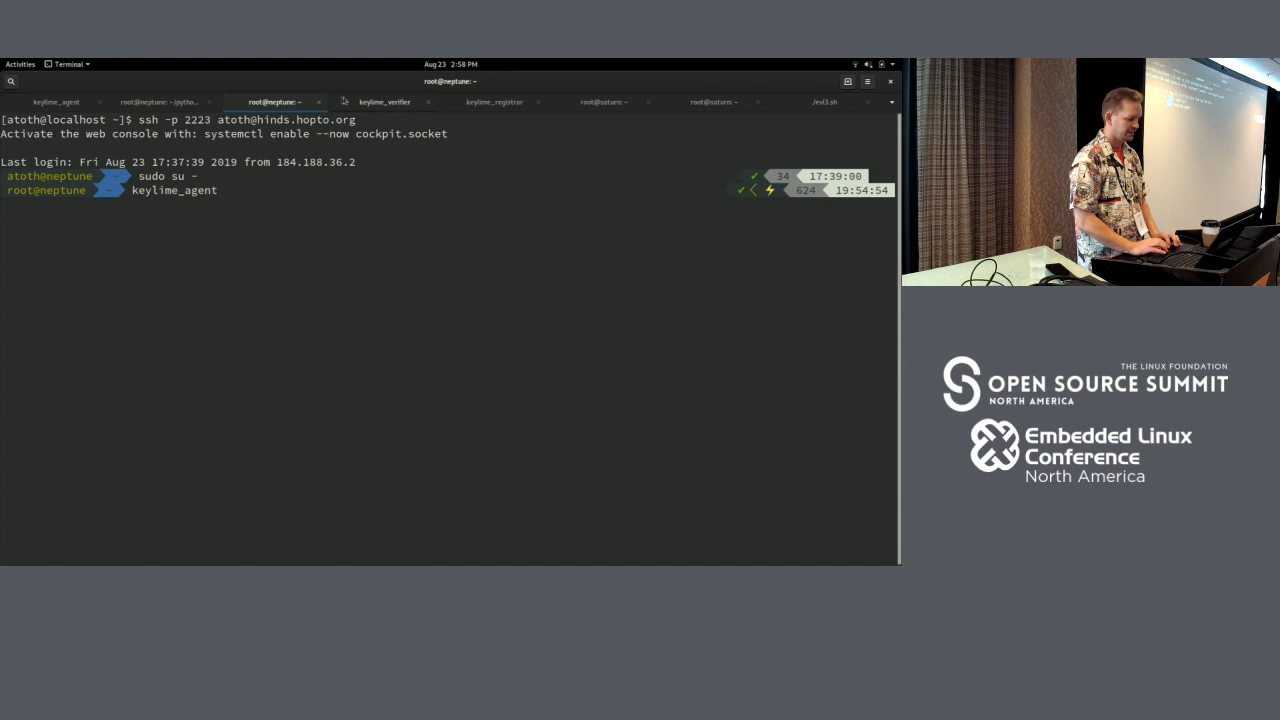 Activities Terminal Aug 23 2:58 PM
root@neptune: ~
keylime_agent root@neptune: ~/pytho... root@neptune: ~ keylime_verifier keylime_registrar root@saturn: ~ root@saturn: ~ ./evl3.sh
[atoth@localhost ~]$ ssh -p 2223 atoth@hinds.hopto.org
Activate the web console with: systemctl enable --now cockpit.socket
Last login: Fri Aug 23 17:37:39 2019 from 184.188.36.2
atoth@neptune ~ sudo su - ✔ 34 17:39:00
root@neptune ~ keylime_agent ✔ ⚡ 624 19:54:54
THE LINUX FOUNDATION
OPEN SOURCE SUMMIT
NORTH AMERICA
Embedded Linux
Conference
North America